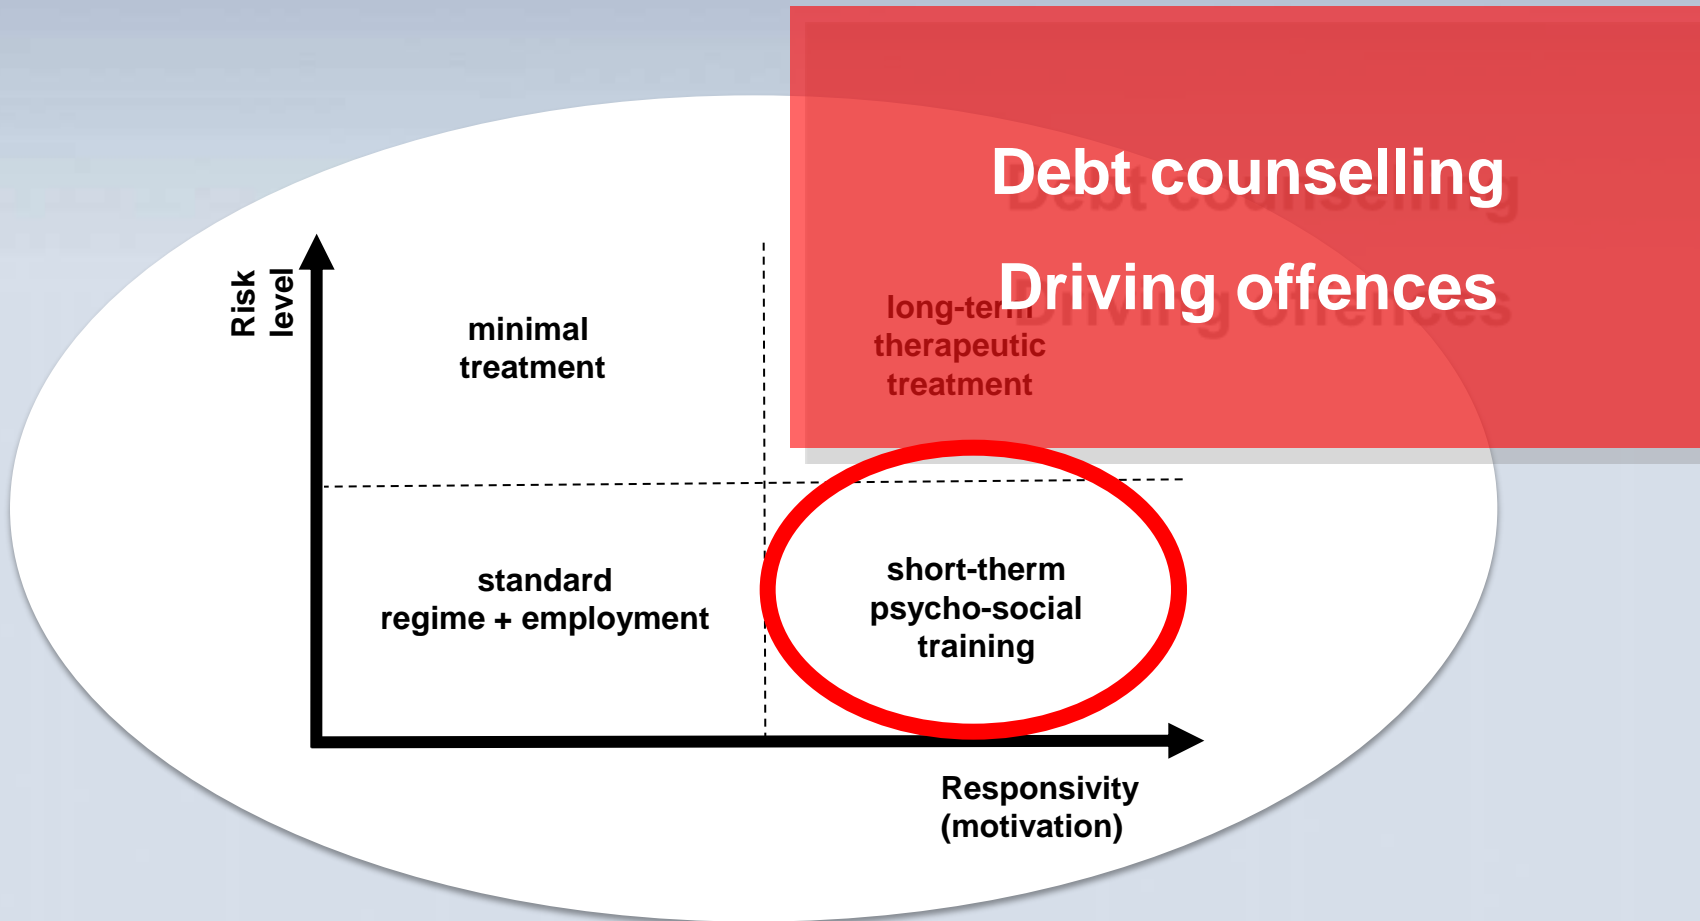 Debt counselling
Driving offences
Risk
level
minimal
treatment
long-term
therapeutic
treatment
standard
regime + employment
short-therm
psycho-social
training
Responsivity
(motivation)